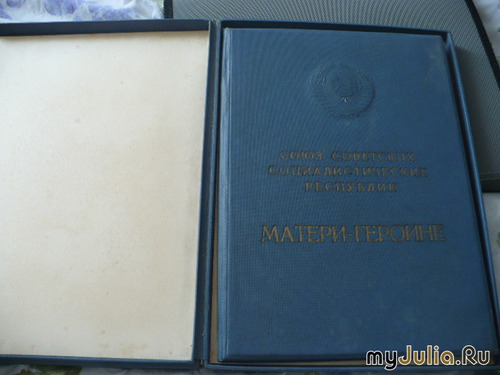 СОЮЗ СОВЕТСКИХ
СОЦИАЛИСТИЧЕСКИХ
РЕСПУБЛИК
МАТЕРИ-ГЕРОИНЕ
myJulia.Ru